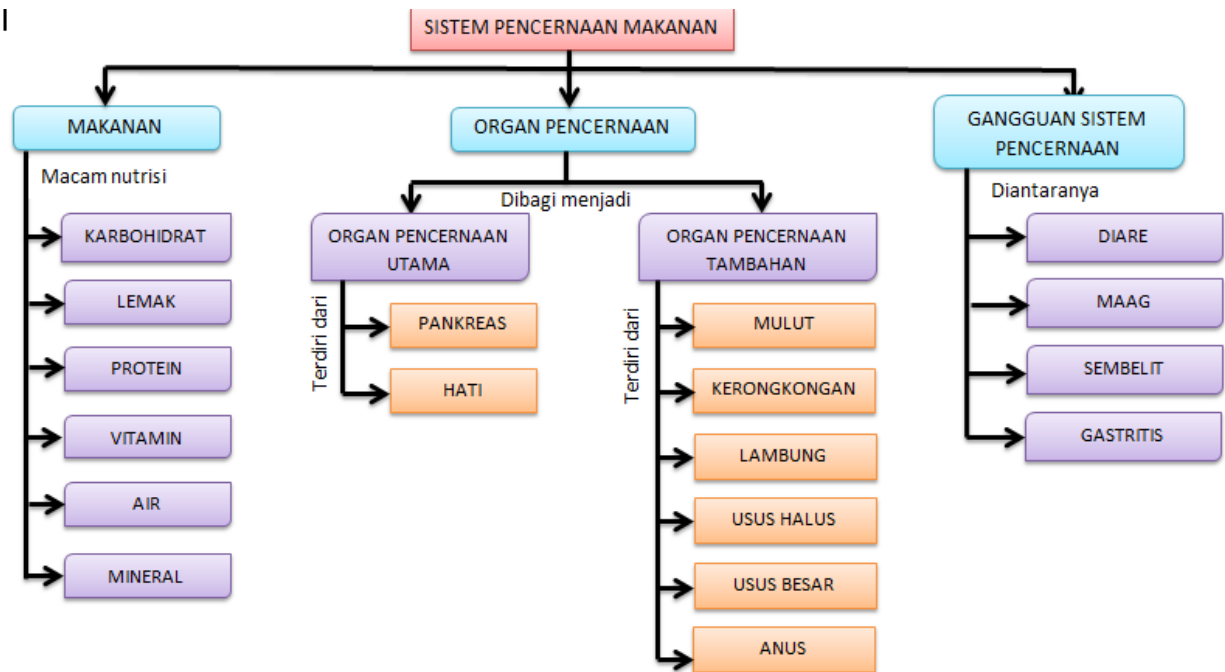 l
SISTEM PENCERNAAN MAKANAN
MAKANAN
Macam nutrisi
KARBOHIDRAT
LEMAK
PROTEIN
VITAMIN
AIR
MINERAL
ORGAN PENCERNAAN
Dibagi menjadi
ORGAN PENCERNAAN
UTAMA
Terdiri dari
PANKREAS
HATI
ORGAN PENCERNAAN
TAMBAHAN
Terdiri dari
MULUT
KERONGKONGAN
LAMBUNG
USUS HALUS
USUS BESAR
ANUS
GANGGUAN SISTEM
PENCERNAAN
Diantaranya
DIARE
MAAG
SEMBELIT
GASTRITIS